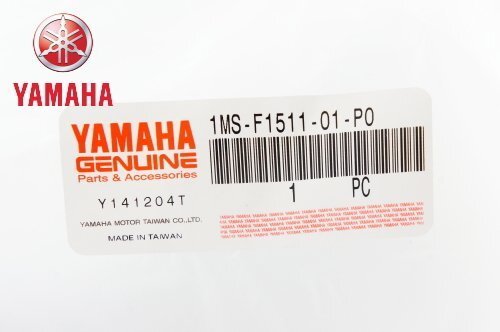 YAMAHA
YAMAHA
GENUINE
Parts & Accessories
Y141204T
YAMAHA MOTOR TAIWAN CO.,LTD.
MADE IN TAIWAN
1MS-F1511-01-P0
1 PC